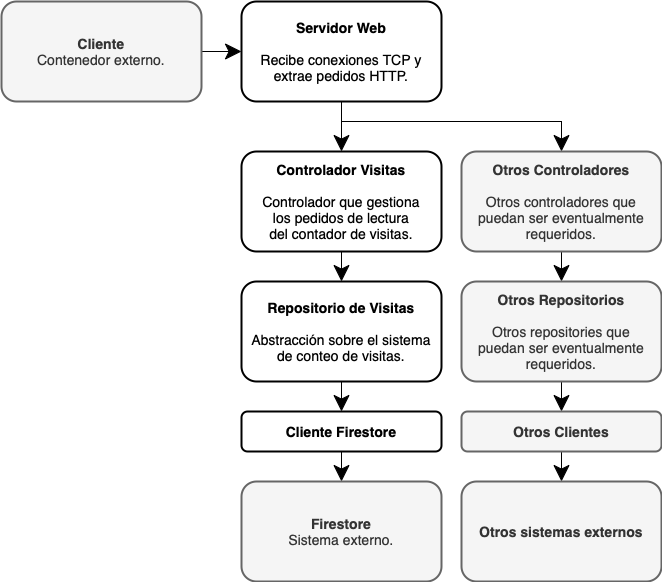 Cliente
Contenedor externo.
Servidor Web
Recibe conexiones TCP y
extrae pedidos HTTP.
Controlador Visitas
Controlador que gestiona
los pedidos de lectura
del contador de visitas.
Otros Controladores
Otros controladores que
puedan ser eventualmente
requeridos.
Repositorio de Visitas
Abstracción sobre el sistema
de conteo de visitas.
Otros Repositorios
Otros repositories que
puedan ser eventualmente
requeridos.
Cliente Firestore
Otros Clientes
Firestore
Sistema externo.
Otros sistemas externos